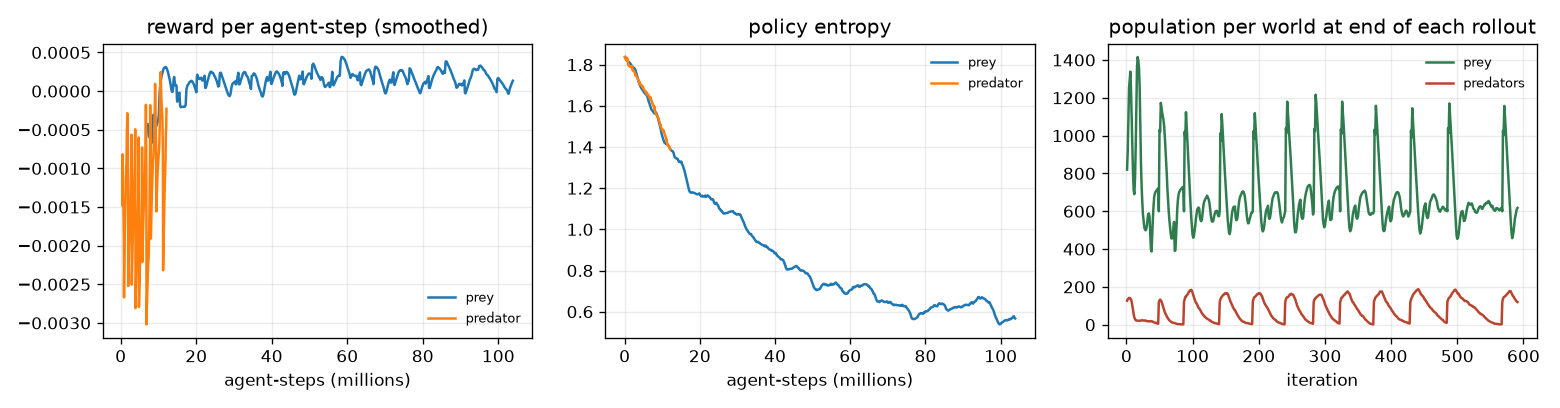 reward per agent-step (smoothed)
0.0005
0.0000
−0.0005
−0.0010
−0.0015
−0.0020
−0.0025
−0.0030
prey
predator
0 20 40 60 80 100
agent-steps (millions)
policy entropy
1.8
1.6
1.4
1.2
1.0
0.8
0.6
prey
predator
0 20 40 60 80 100
agent-steps (millions)
population per world at end of each rollout
1400
1200
1000
800
600
400
200
0
prey
predators
0 100 200 300 400 500 600
iteration